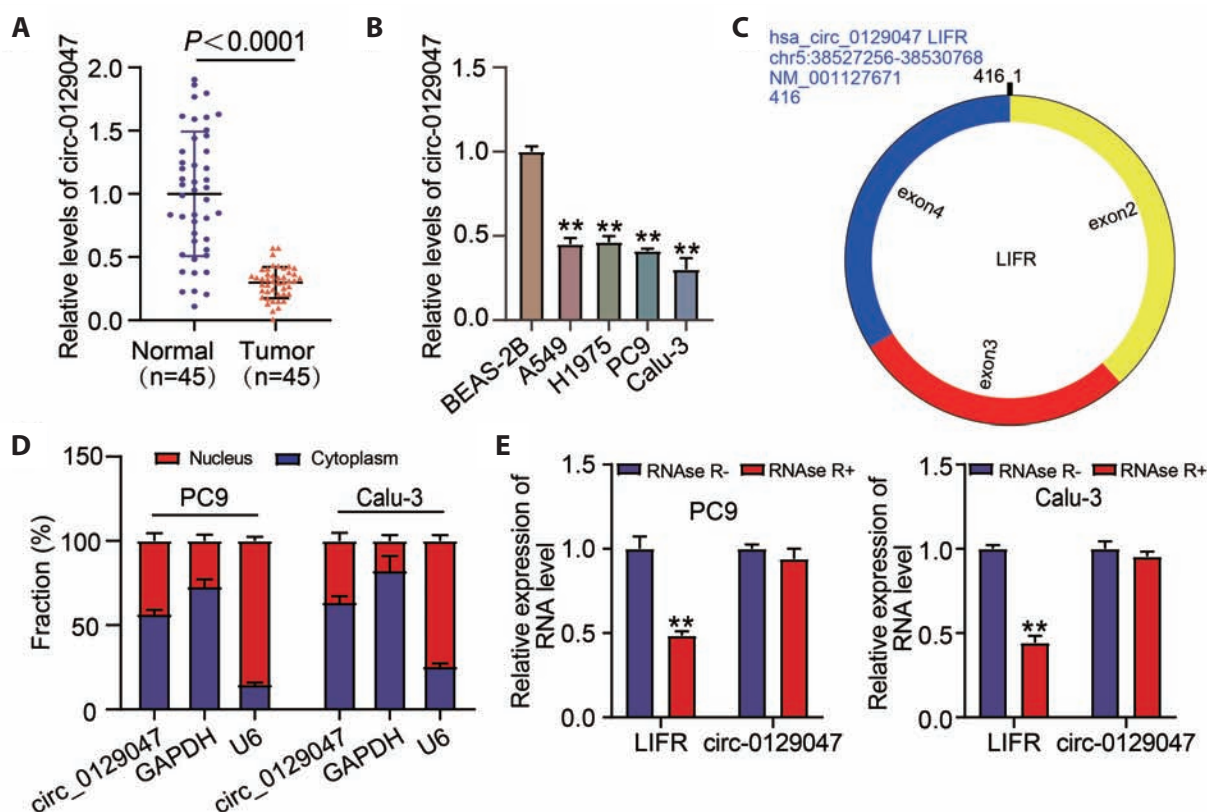 A
P<0.0001
Relative levels of circ-0129047
2.0
1.5
1.0
0.5
0.0
Normal
(n=45)
Tumor
(n=45)
B
Relative levels of circ-0129047
1.5
1.0
0.5
0.0
**
**
**
**
BEAS-2B
A549
H1975
PC9
Calu-3
C
hsa_circ_0129047 LIFR
chr5:38527256-38530768
NM_001127671
416
416 1
exon4
exon2
LIFR
exon3
D
Nucleus
Cytoplasm
PC9
Calu-3
Fraction (%)
150
100
50
0
circ_0129047
GAPDH
U6
circ_0129047
GAPDH
U6
E
RNAse R-
RNAse R+
PC9
Relative expression of
RNA level
1.5
1.0
0.5
0.0
**
LIFR
circ-0129047
RNAse R-
RNAse R+
Calu-3
Relative expression of
RNA level
1.5
1.0
0.5
0.0
**
LIFR
circ-0129047